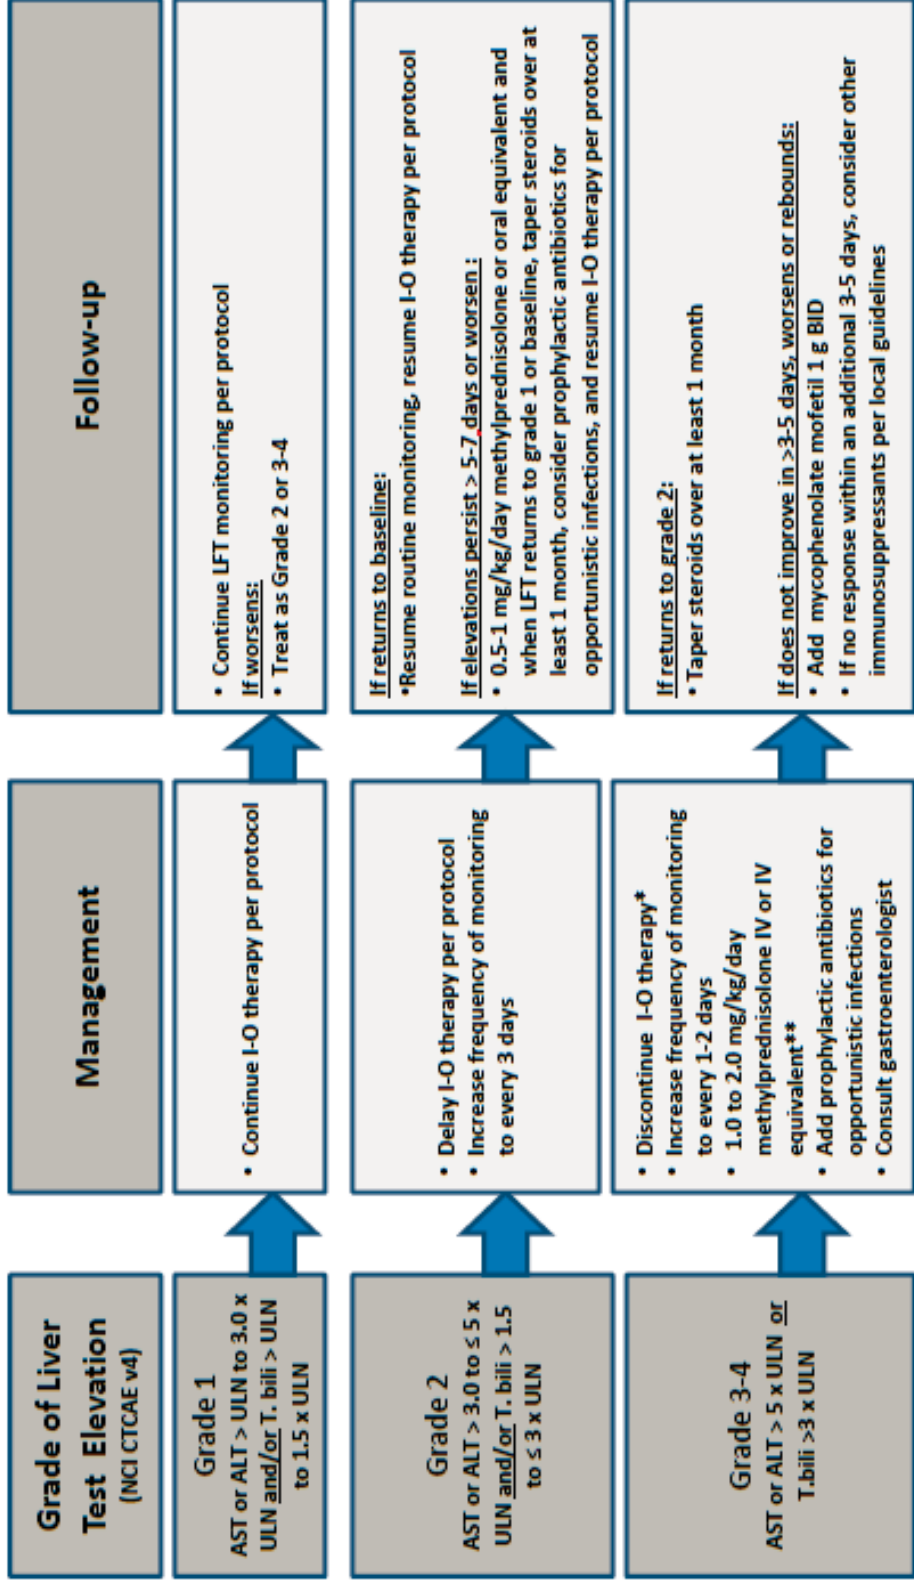 Grade of Liver
Test Elevation
(NCI CTCAE v4)
Management
Follow-up
Grade 1
AST or ALT > ULN to 3.0 x
ULN and/or T. bili > ULN
to 1.5 x ULN
• Continue I-O therapy per protocol
• Continue LFT monitoring per protocol
If worsens:
• Treat as Grade 2 or 3-4
Grade 2
AST or ALT > 3.0 to ≤ 5 x
ULN and/or T. bili > 1.5
to ≤ 3 x ULN
• Delay I-O therapy per protocol
• Increase frequency of monitoring
to every 3 days
If returns to baseline:
•Resume routine monitoring, resume I-O therapy per protocol
If elevations persist > 5-7 days or worsen :
• 0.5-1 mg/kg/day methylprednisolone or oral equivalent and
when LFT returns to grade 1 or baseline, taper steroids over at
least 1 month, consider prophylactic antibiotics for
opportunistic infections, and resume I-O therapy per protocol
Grade 3-4
AST or ALT > 5 x ULN or
T.bili >3 x ULN
• Discontinue I-O therapy*
• Increase frequency of monitoring
to every 1-2 days
• 1.0 to 2.0 mg/kg/day
methylprednisolone IV or IV
equivalent**
• Add prophylactic antibiotics for
opportunistic infections
• Consult gastroenterologist
If returns to grade 2:
• Taper steroids over at least 1 month
If does not improve in >3-5 days, worsens or rebounds:
• Add mycophenolate mofetil 1 g BID
• If no response within an additional 3-5 days, consider other
immunosuppressants per local guidelines